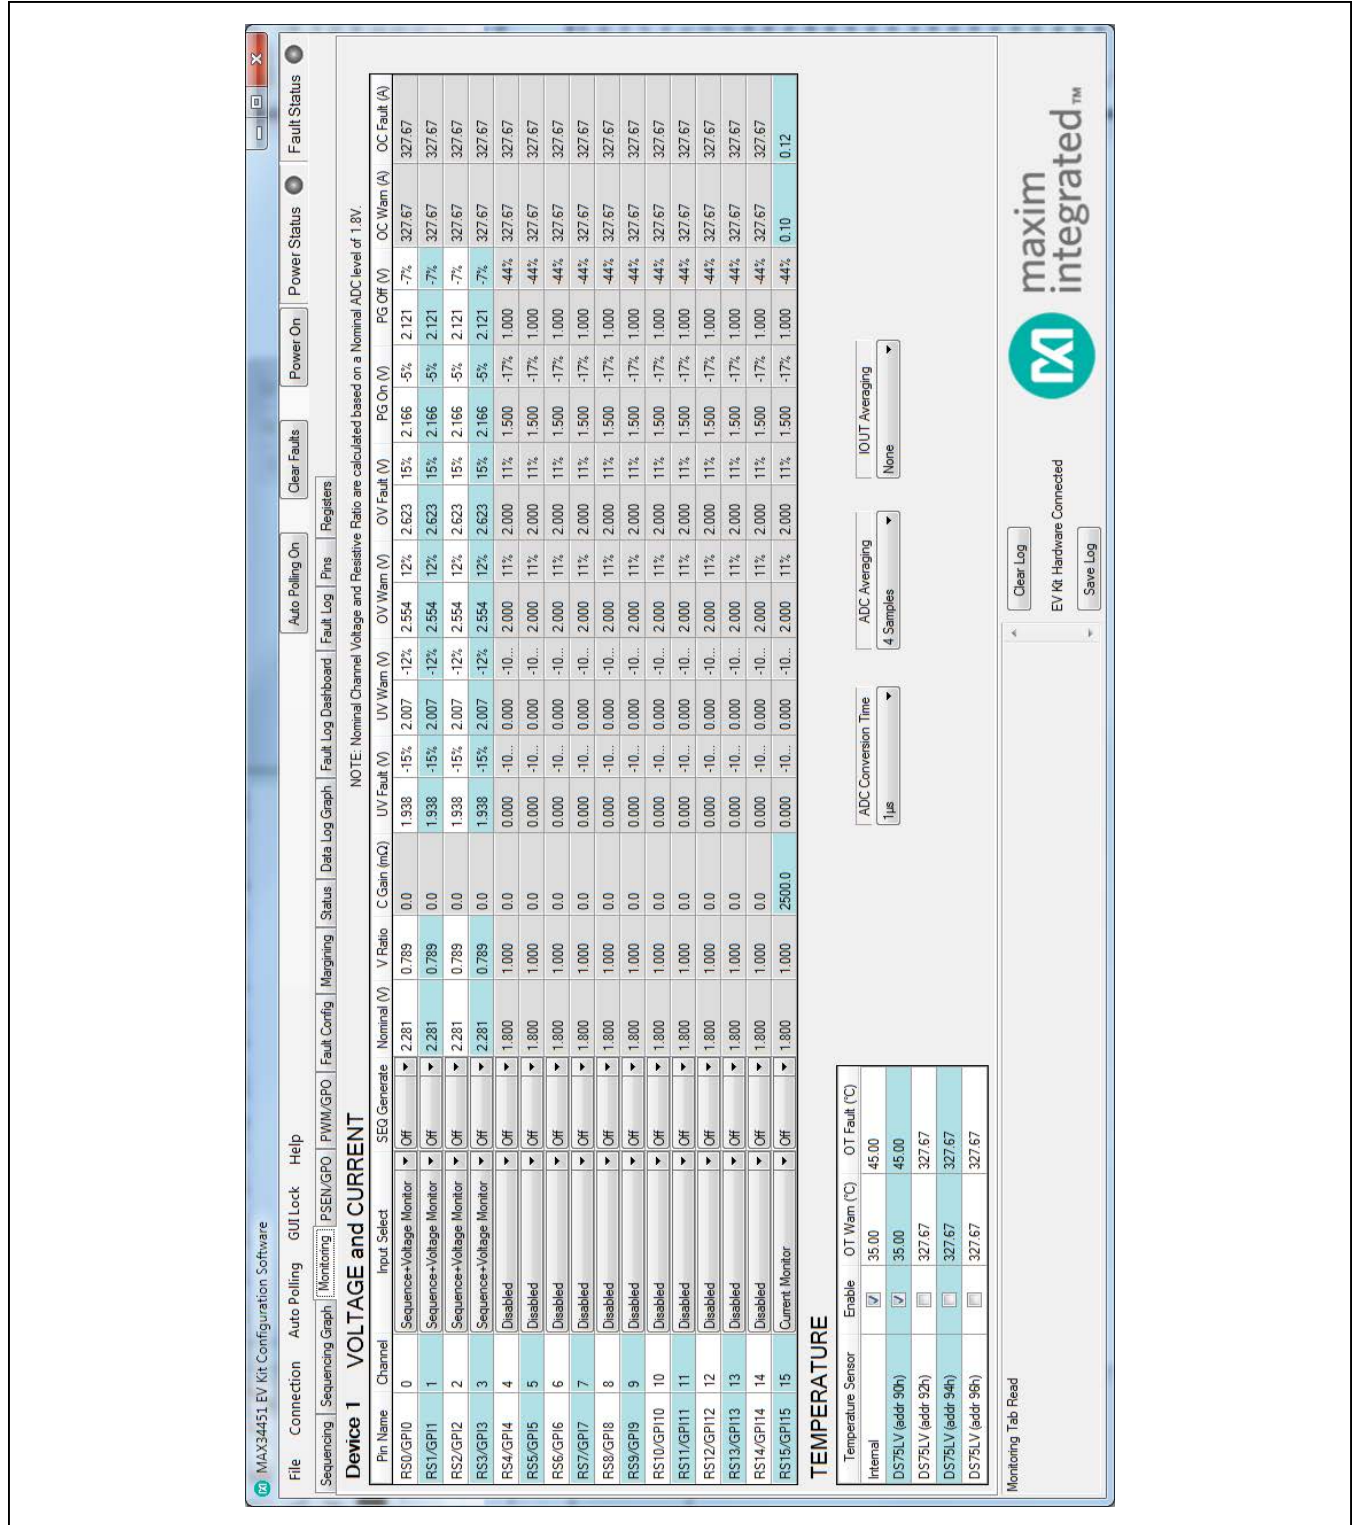 MAX34451 EV Kit Configuration Software
File Connection Auto Polling GUI Lock Help Auto Polling On Clear Faults Power On Power Status Fault Status
Sequencing Sequencing Graph Monitoring PSEN/GPO PWM/GPO Fault Config Margining Status Data Log Graph Fault Log Dashboard Fault Log Pins Registers
Device 1 VOLTAGE and CURRENT NOTE: Nominal Channel Voltage and Resistive Ratio are calculated based on a Nominal ADC level of 1.8V.
Pin Name Channel Input Select SEQ Generate Nominal (V) V Ratio C Gain (mΩ) UV Fault (V) UV Warn (V) OV Warn (V) OV Fault (V) PG On (V) PG Off (V) OC Warn (A) OC Fault (A)
RS0/GPI0 0 Sequence+Voltage Monitor Off 2.281 0.789 0.0 1.938 -15% 2.007 -12% 2.554 12% 2.623 15% 2.166 -5% 2.121 -7% 327.67 327.67
RS1/GPI1 1 Sequence+Voltage Monitor Off 2.281 0.789 0.0 1.938 -15% 2.007 -12% 2.554 12% 2.623 15% 2.166 -5% 2.121 -7% 327.67 327.67
RS2/GPI2 2 Sequence+Voltage Monitor Off 2.281 0.789 0.0 1.938 -15% 2.007 -12% 2.554 12% 2.623 15% 2.166 -5% 2.121 -7% 327.67 327.67
RS3/GPI3 3 Sequence+Voltage Monitor Off 2.281 0.789 0.0 1.938 -15% 2.007 -12% 2.554 12% 2.623 15% 2.166 -5% 2.121 -7% 327.67 327.67
RS4/GPI4 4 Disabled Off 1.800 1.000 0.0 0.000 -10... 0.000 -10... 2.000 11% 2.000 11% 1.500 -17% 1.000 -44% 327.67 327.67
RS5/GPI5 5 Disabled Off 1.800 1.000 0.0 0.000 -10... 0.000 -10... 2.000 11% 2.000 11% 1.500 -17% 1.000 -44% 327.67 327.67
RS6/GPI6 6 Disabled Off 1.800 1.000 0.0 0.000 -10... 0.000 -10... 2.000 11% 2.000 11% 1.500 -17% 1.000 -44% 327.67 327.67
RS7/GPI7 7 Disabled Off 1.800 1.000 0.0 0.000 -10... 0.000 -10... 2.000 11% 2.000 11% 1.500 -17% 1.000 -44% 327.67 327.67
RS8/GPI8 8 Disabled Off 1.800 1.000 0.0 0.000 -10... 0.000 -10... 2.000 11% 2.000 11% 1.500 -17% 1.000 -44% 327.67 327.67
RS9/GPI9 9 Disabled Off 1.800 1.000 0.0 0.000 -10... 0.000 -10... 2.000 11% 2.000 11% 1.500 -17% 1.000 -44% 327.67 327.67
RS10/GPI10 10 Disabled Off 1.800 1.000 0.0 0.000 -10... 0.000 -10... 2.000 11% 2.000 11% 1.500 -17% 1.000 -44% 327.67 327.67
RS11/GPI11 11 Disabled Off 1.800 1.000 0.0 0.000 -10... 0.000 -10... 2.000 11% 2.000 11% 1.500 -17% 1.000 -44% 327.67 327.67
RS12/GPI12 12 Disabled Off 1.800 1.000 0.0 0.000 -10... 0.000 -10... 2.000 11% 2.000 11% 1.500 -17% 1.000 -44% 327.67 327.67
RS13/GPI13 13 Disabled Off 1.800 1.000 0.0 0.000 -10... 0.000 -10... 2.000 11% 2.000 11% 1.500 -17% 1.000 -44% 327.67 327.67
RS14/GPI14 14 Disabled Off 1.800 1.000 0.0 0.000 -10... 0.000 -10... 2.000 11% 2.000 11% 1.500 -17% 1.000 -44% 327.67 327.67
RS15/GPI15 15 Current Monitor Off 1.800 1.000 2500.0 0.000 -10... 0.000 -10... 2.000 11% 2.000 11% 1.500 -17% 1.000 -44% 0.10 0.12
TEMPERATURE
Temperature Sensor Enable OT Warn (°C) OT Fault (°C) ADC Conversion Time ADC Averaging IOUT Averaging
Internal 35.00 45.00 1µs 4 Samples None
DS75LV (addr 90h) 35.00 45.00
DS75LV (addr 92h) 327.67 327.67
DS75LV (addr 94h) 327.67 327.67
DS75LV (addr 96h) 327.67 327.67
Monitoring Tab Read Clear Log
EV Kit Hardware Connected
Save Log
maxim
integrated™